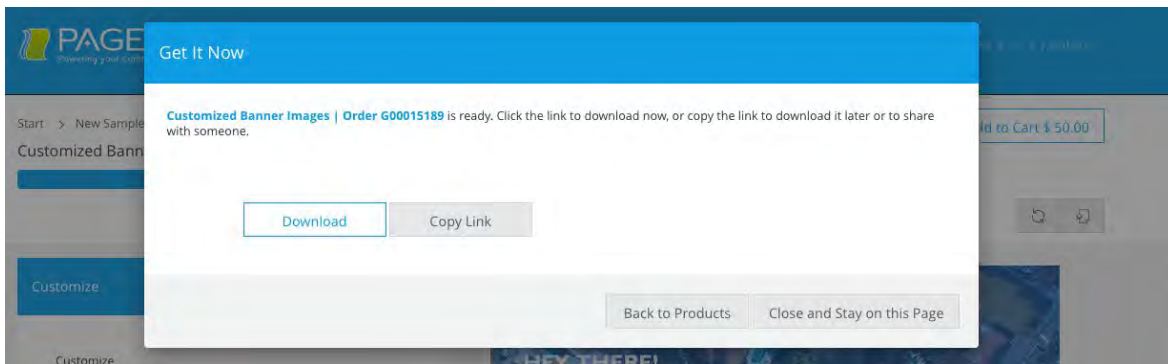 PAGE
Get It Now
Start > New Sample
Customized Banner Images | Order G00015189 is ready. Click the link to download now, or copy the link to download it later or to share
with someone.
Customized Bann
d to Cart $ 50.00
Download
Copy Link
Customize
Back to Products
Close and Stay on this Page
Customize
HEY THERE!